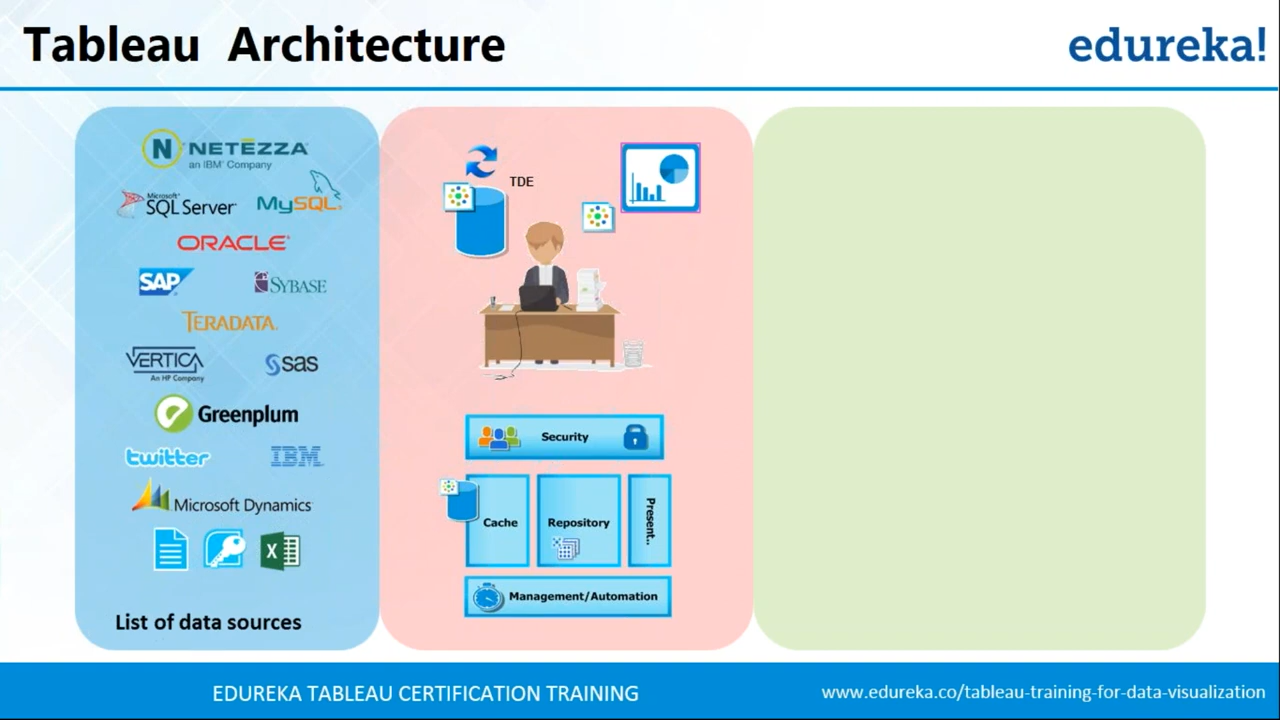 Tableau Architecture
edureka!
N NETEZZA
an IBM Company
Microsoft
SQL Server
MySQL
ORACLE
SAP
SYBASE
TERADATA
VERTICA
An HP Company
sas
Greenplum
twitter
IBM
Microsoft Dynamics
X
List of data sources
TDE
Security
Cache
Repository
Present..
Management/Automation
EDUREKA TABLEAU CERTIFICATION TRAINING
www.edureka.co/tableau-training-for-data-visualization